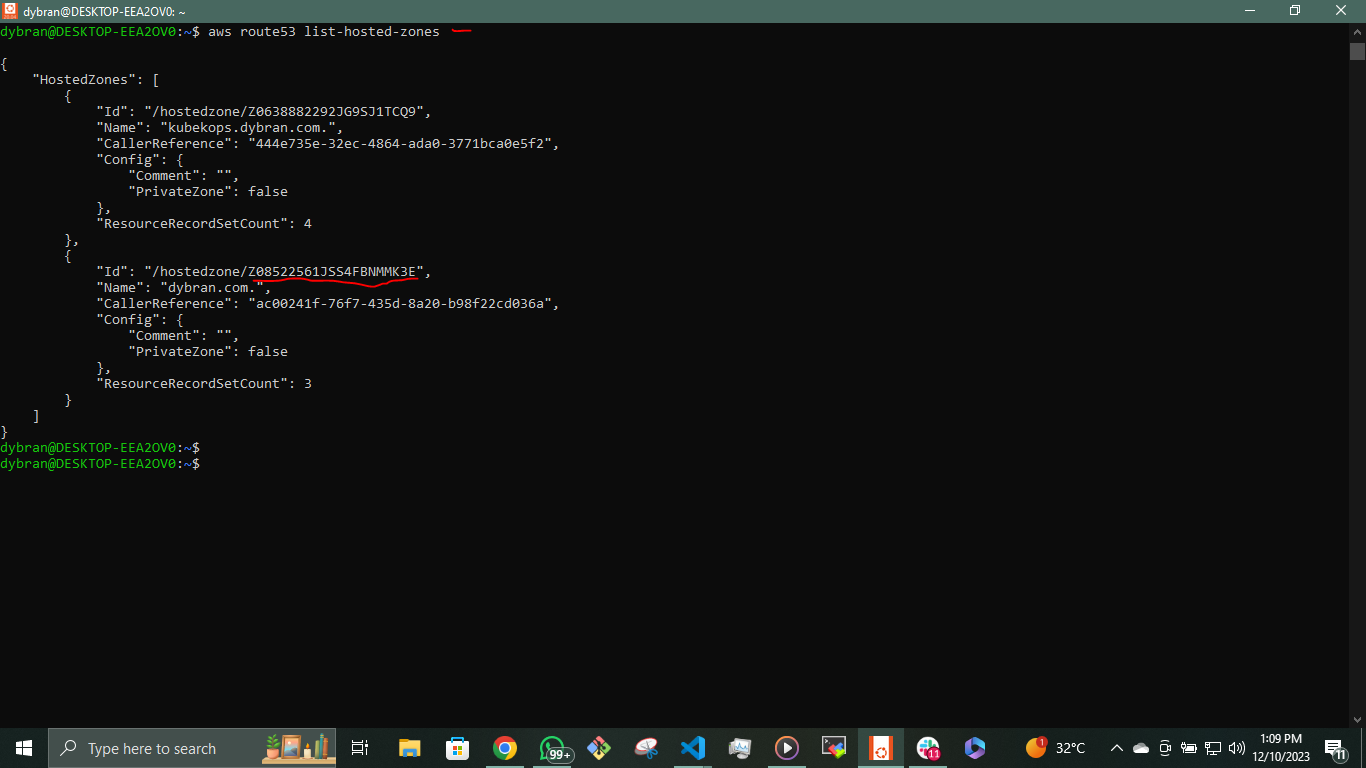 dybran@DESKTOP-EEA2OV0: ~
dybran@DESKTOP-EEA2OV0:~$ aws route53 list-hosted-zones
{
    "HostedZones": [
        {
            "Id": "/hostedzone/Z0638882292JG9SJ1TCQ9",
            "Name": "kubekops.dybran.com.",
            "CallerReference": "444e735e-32ec-4864-ada0-3771bca0e5f2",
            "Config": {
                "Comment": "",
                "PrivateZone": false
            },
            "ResourceRecordSetCount": 4
        },
        {
            "Id": "/hostedzone/Z08522561JSS4FBNMMK3E",
            "Name": "dybran.com.",
            "CallerReference": "ac00241f-76f7-435d-8a20-b98f22cd036a",
            "Config": {
                "Comment": "",
                "PrivateZone": false
            },
            "ResourceRecordSetCount": 3
        }
    ]
}
dybran@DESKTOP-EEA2OV0:~$
dybran@DESKTOP-EEA2OV0:~$
Type here to search
99+
11
1
32°C
1:09 PM
12/10/2023
11